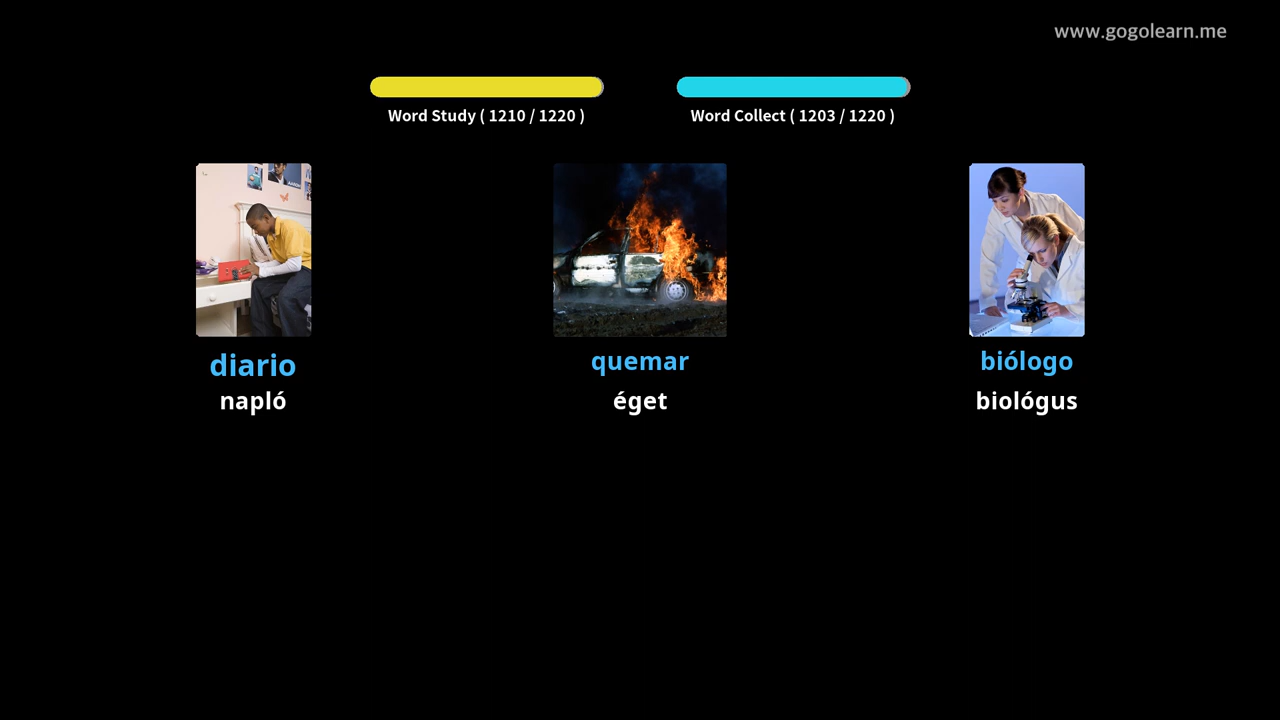 www.gogolearn.me
Word Study ( 1210 / 1220 )
Word Collect ( 1203 / 1220 )
diario
napló
quemar
éget
biólogo
biológus